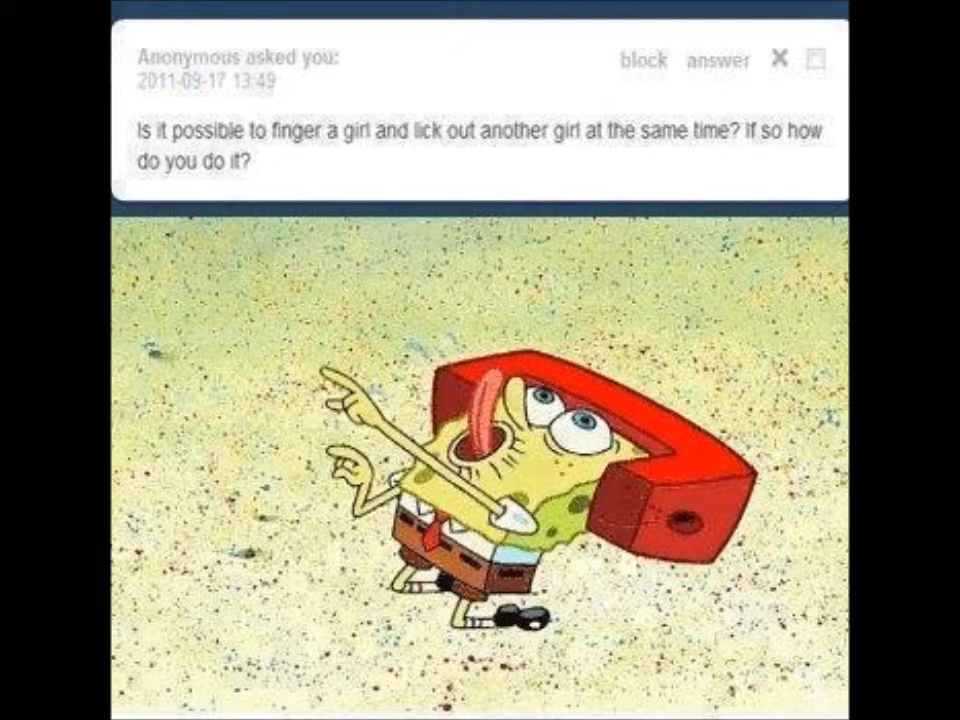 Anonymous asked you:
block answer X
2011-09-17 13:49
Is it possible to finger a girl and lick out another girl at the same time? If so how
do you do it?